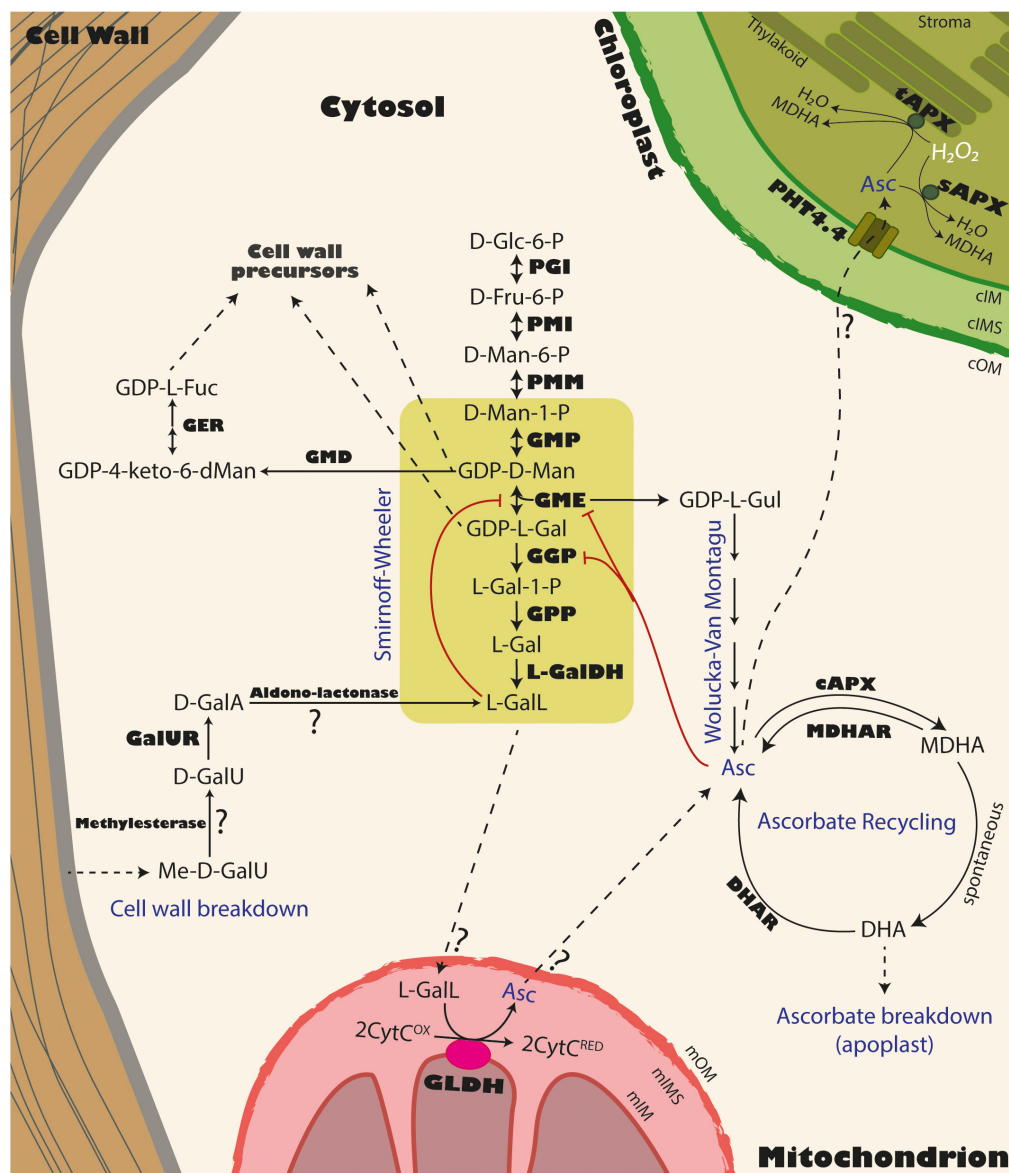 Cell Wall
Cytosol
Chloroplast
Thylakoid
Stroma
tAPX
H₂O
MDHA
H₂O₂
Asc
sAPX
H₂O
MDHA
PHT4.4
cIM
cIMS
cOM
?
Cell wall
precursors
D-Glc-6-P
PGI
D-Fru-6-P
PMI
D-Man-6-P
PMM
D-Man-1-P
GMP
GDP-L-Fuc
GER
GDP-4-keto-6-dMan
GMD
GDP-D-Man
GME
GDP-L-Gul
GDP-L-Gal
GGP
L-Gal-1-P
GPP
L-Gal
L-GalDH
L-GalL
Smirnoff-Wheeler
Wolucka-Van Montagu
D-GalA
Aldono-lactonase
?
GalUR
D-GalU
Methylesterase
?
Me-D-GalU
Cell wall breakdown
Asc
cAPX
MDHAR
MDHA
Ascorbate Recycling
spontaneous
DHAR
DHA
Ascorbate breakdown
(apoplast)
?
?
L-GalL
Asc
2CytCᴼˣ
2CytCᴿᴱᴰ
GLDH
mOM
mIMS
mIM
Mitochondrion